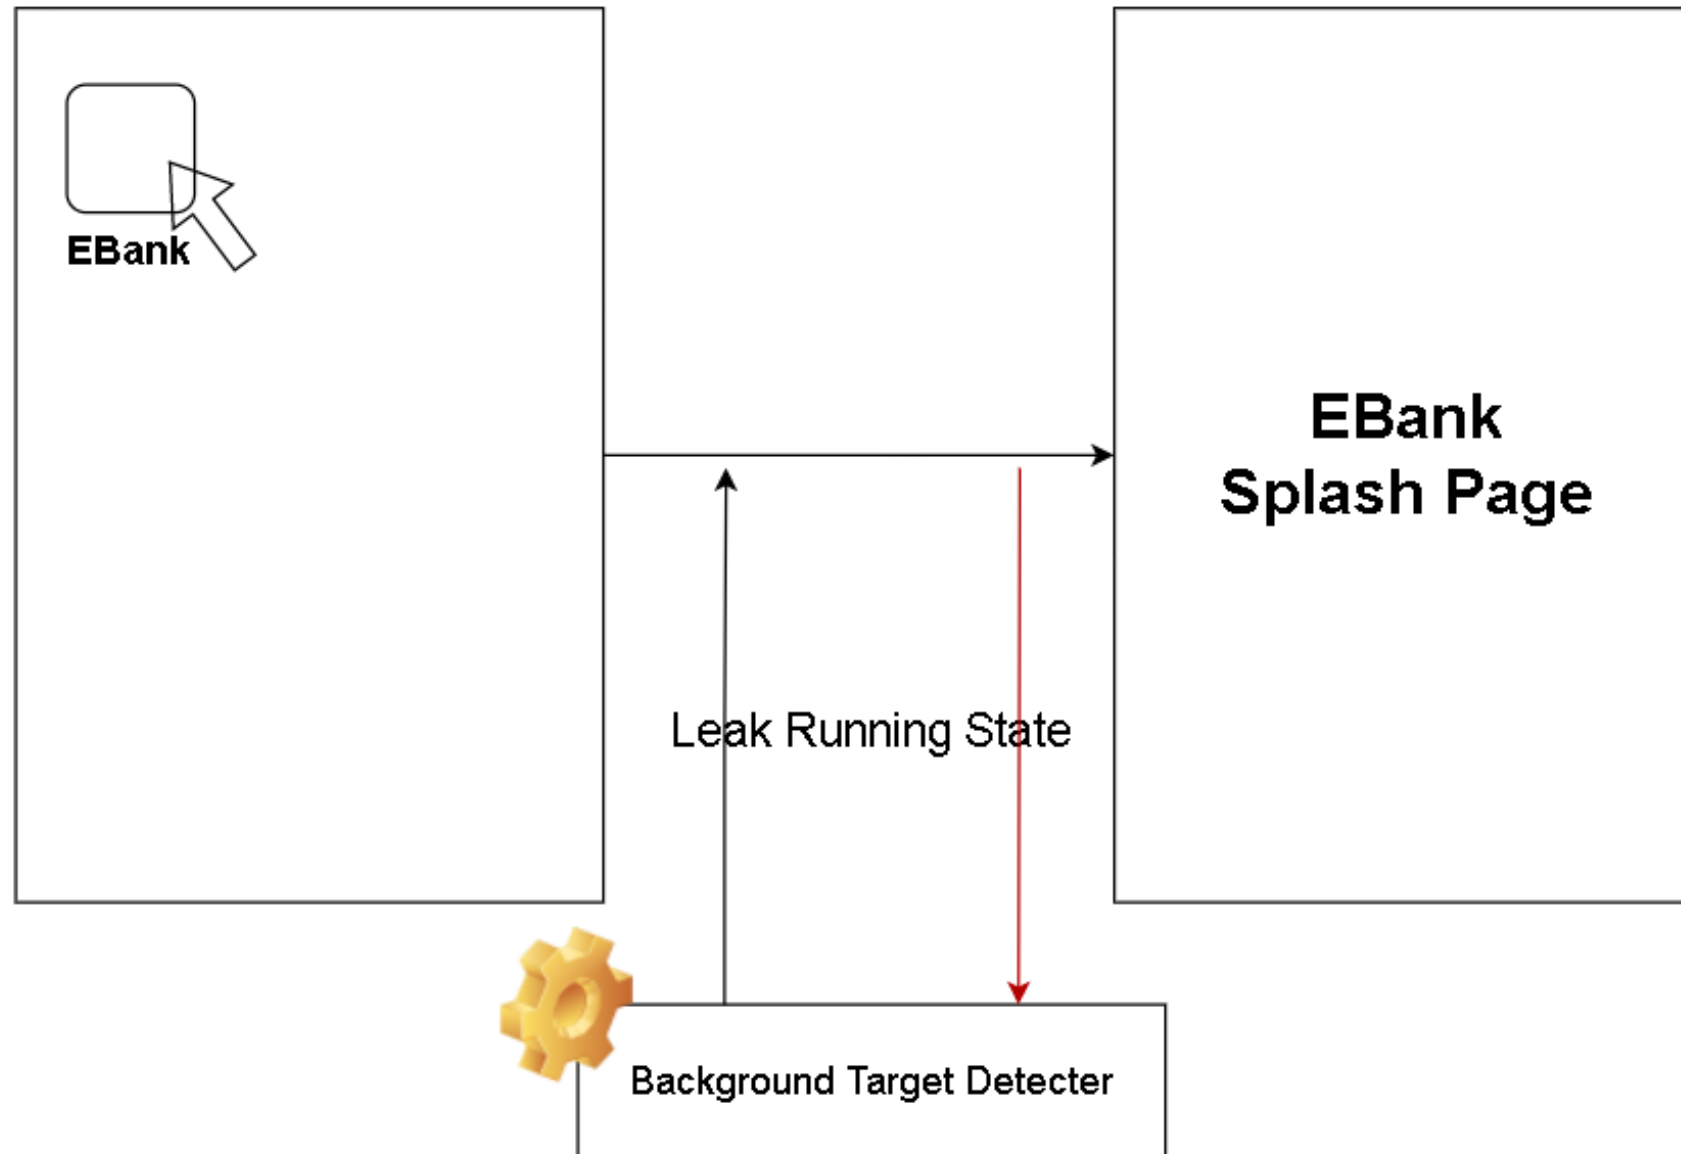 EBank
EBank
Splash Page
Leak Running State
Background Target Detecter